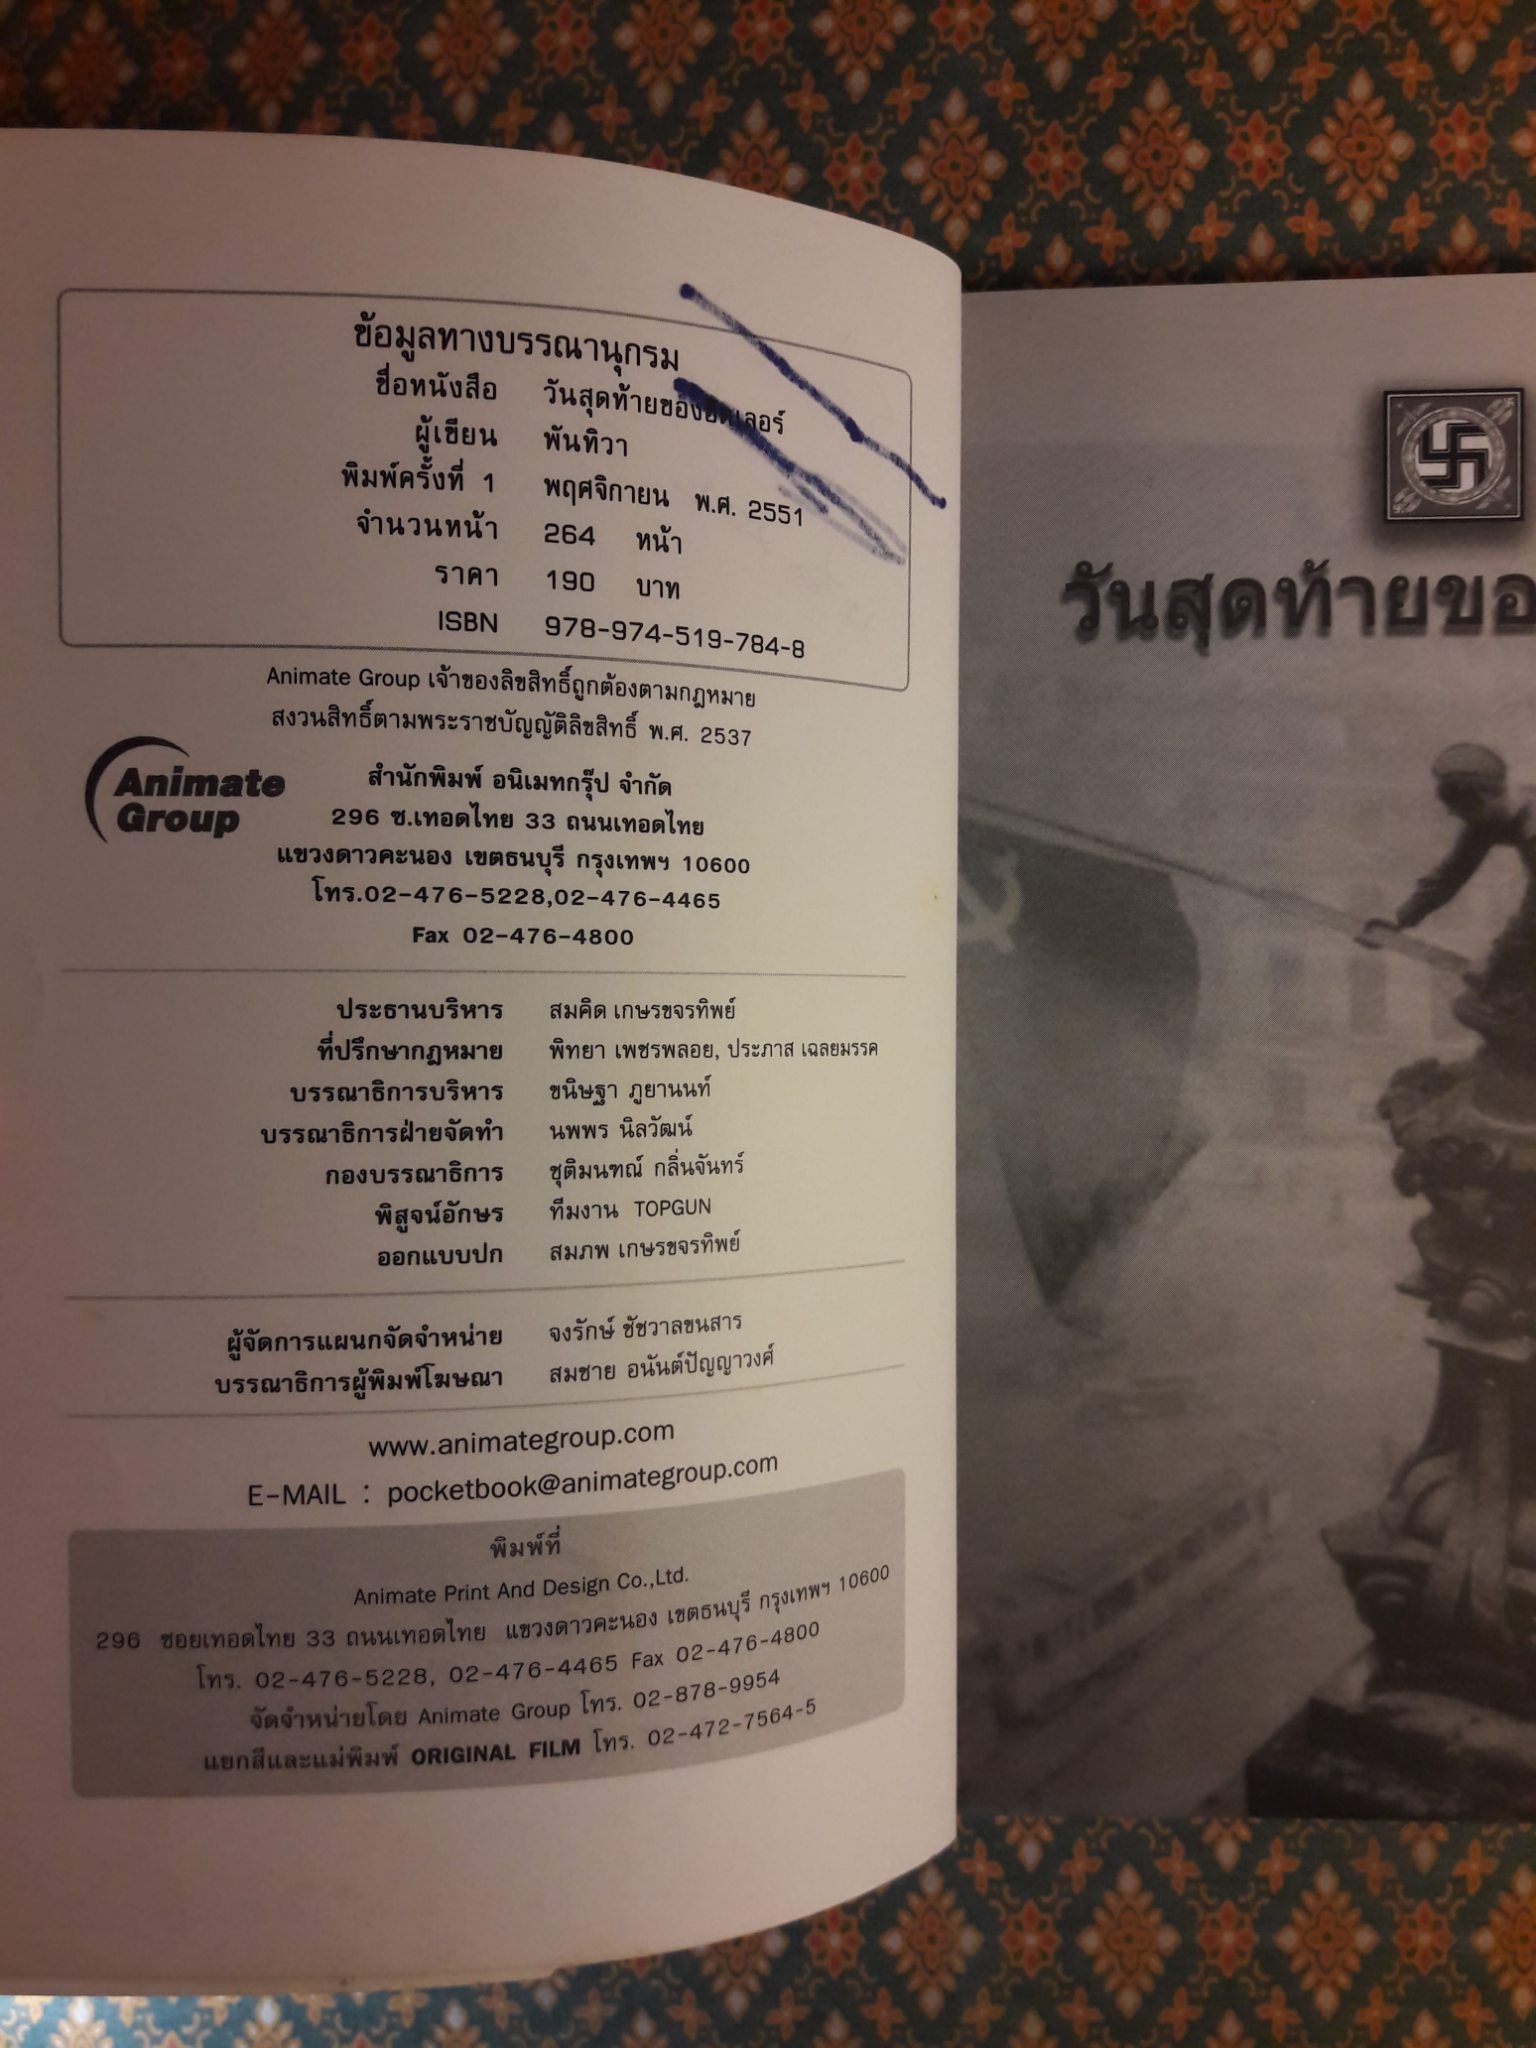 ข้อมูลทางบรรณานุกรม
ชื่อหนังสือ วันสุดท้ายของฮิตเลอร์
ผู้เขียน พันทิวา
พิมพ์ครั้งที่ 1 พฤศจิกายน พ.ศ. 2551
จำนวนหน้า 264 หน้า
ราคา 190 บาท
ISBN 978-974-519-784-8
Animate Group เจ้าของลิขสิทธิ์ถูกต้องตามกฎหมาย
สงวนสิทธิ์ตามพระราชบัญญัติลิขสิทธิ์ พ.ศ. 2537
Animate Group
สำนักพิมพ์ อนิเมทกรุ๊ป จำกัด
296 ซ.เทอดไทย 33 ถนนเทอดไทย
แขวงดาวคะนอง เขตธนบุรี กรุงเทพฯ 10600
โทร.02-476-5228,02-476-4465
Fax 02-476-4800
ประธานบริหาร สมคิด เกษรขจรทิพย์
ที่ปรึกษากฎหมาย พิทยา เพชรพลอย, ประภาส เฉลยมรรค
บรรณาธิการบริหาร ขนิษฐา ภูยานนท์
บรรณาธิการฝ่ายจัดทำ นพพร นิลวัฒน์
กองบรรณาธิการ ชุติมนฑณ์ กลิ่นจันทร์
พิสูจน์อักษร ทีมงาน TOPGUN
ออกแบบปก สมภพ เกษรขจรทิพย์
ผู้จัดการแผนกจัดจำหน่าย จงรักษ์ ชัชวาลขนสาร
บรรณาธิการผู้พิมพ์โฆษณา สมชาย อนันต์ปัญญาวงศ์
www.animategroup.com
E-MAIL : pocketbook@animategroup.com
พิมพ์ที่
Animate Print And Design Co.,Ltd.
296 ซอยเทอดไทย 33 ถนนเทอดไทย แขวงดาวคะนอง เขตธนบุรี กรุงเทพฯ 10600
โทร. 02-476-5228, 02-476-4465 Fax 02-476-4800
จัดจำหน่ายโดย Animate Group โทร. 02-878-9954
แยกสีและแม่พิมพ์ ORIGINAL FILM โทร. 02-472-7564-5
วันสุดท้ายขอ